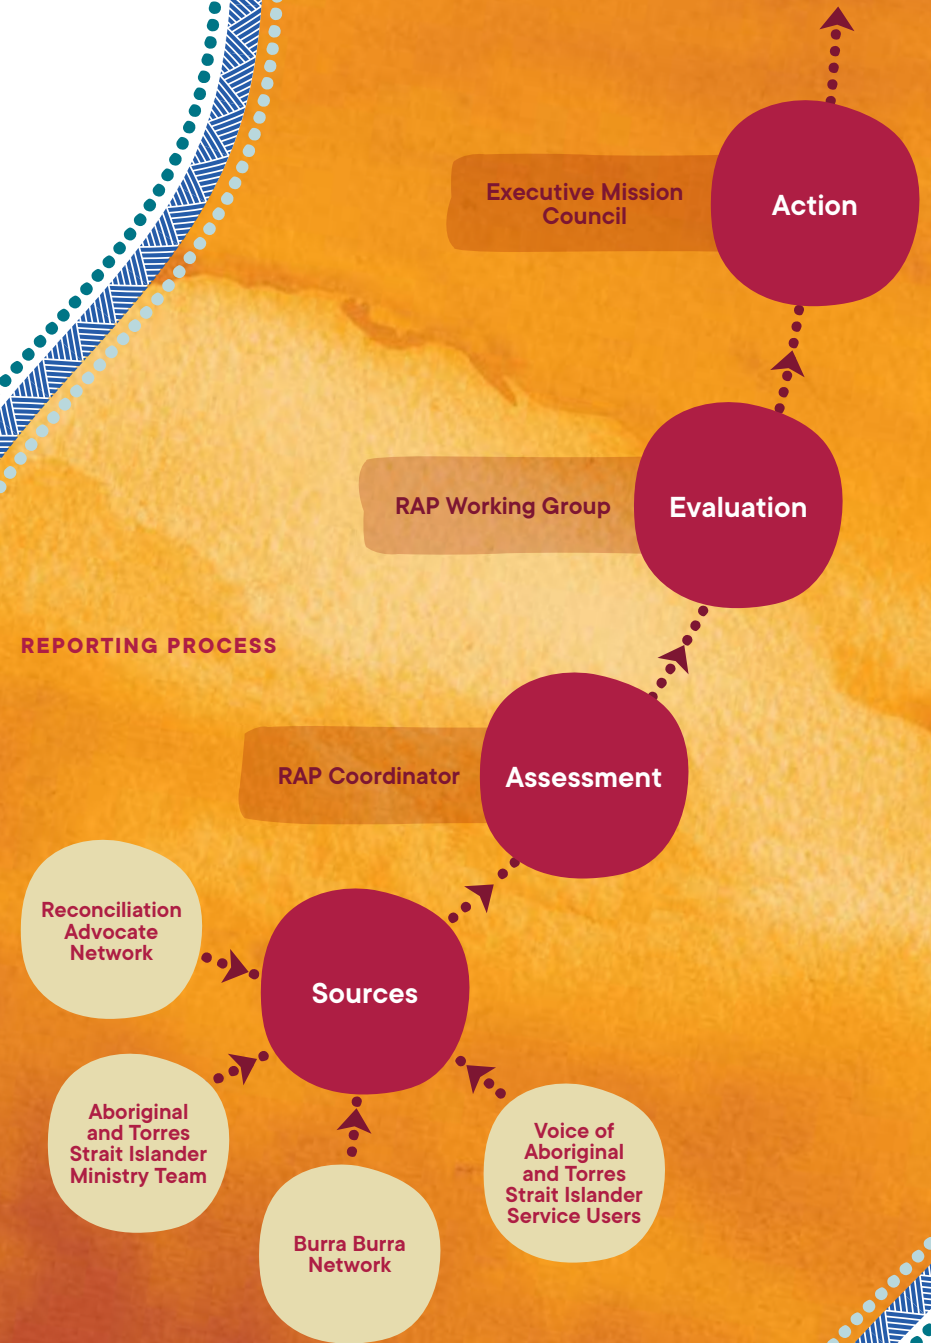 Executive Mission
Council
Action
RAP Working Group
Evaluation
REPORTING PROCESS
RAP Coordinator
Assessment
Reconciliation
Advocate
Network
Sources
Aboriginal
and Torres
Strait Islander
Ministry Team
Burra Burra
Network
Voice of
Aboriginal
and Torres
Strait Islander
Service Users